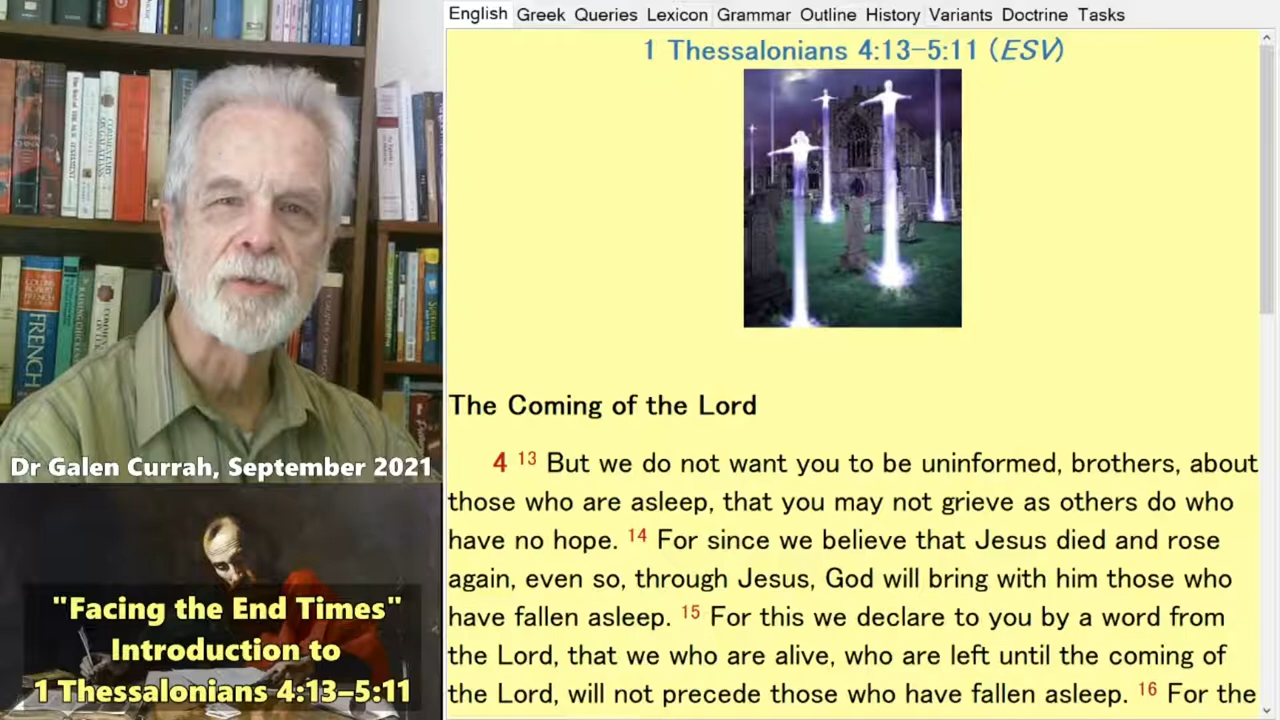 English Greek Queries Lexicon Grammar Outline History Variants Doctrine Tasks
1 Thessalonians 4:13–5:11 (ESV)
The Coming of the Lord
4 13 But we do not want you to be uninformed, brothers, about
those who are asleep, that you may not grieve as others do who
have no hope. 14 For since we believe that Jesus died and rose
again, even so, through Jesus, God will bring with him those who
have fallen asleep. 15 For this we declare to you by a word from
the Lord, that we who are alive, who are left until the coming of
the Lord, will not precede those who have fallen asleep. 16 For the
FRENCH
Dr Galen Currah, September 2021
"Facing the End Times"
Introduction to
1 Thessalonians 4:13–5:11